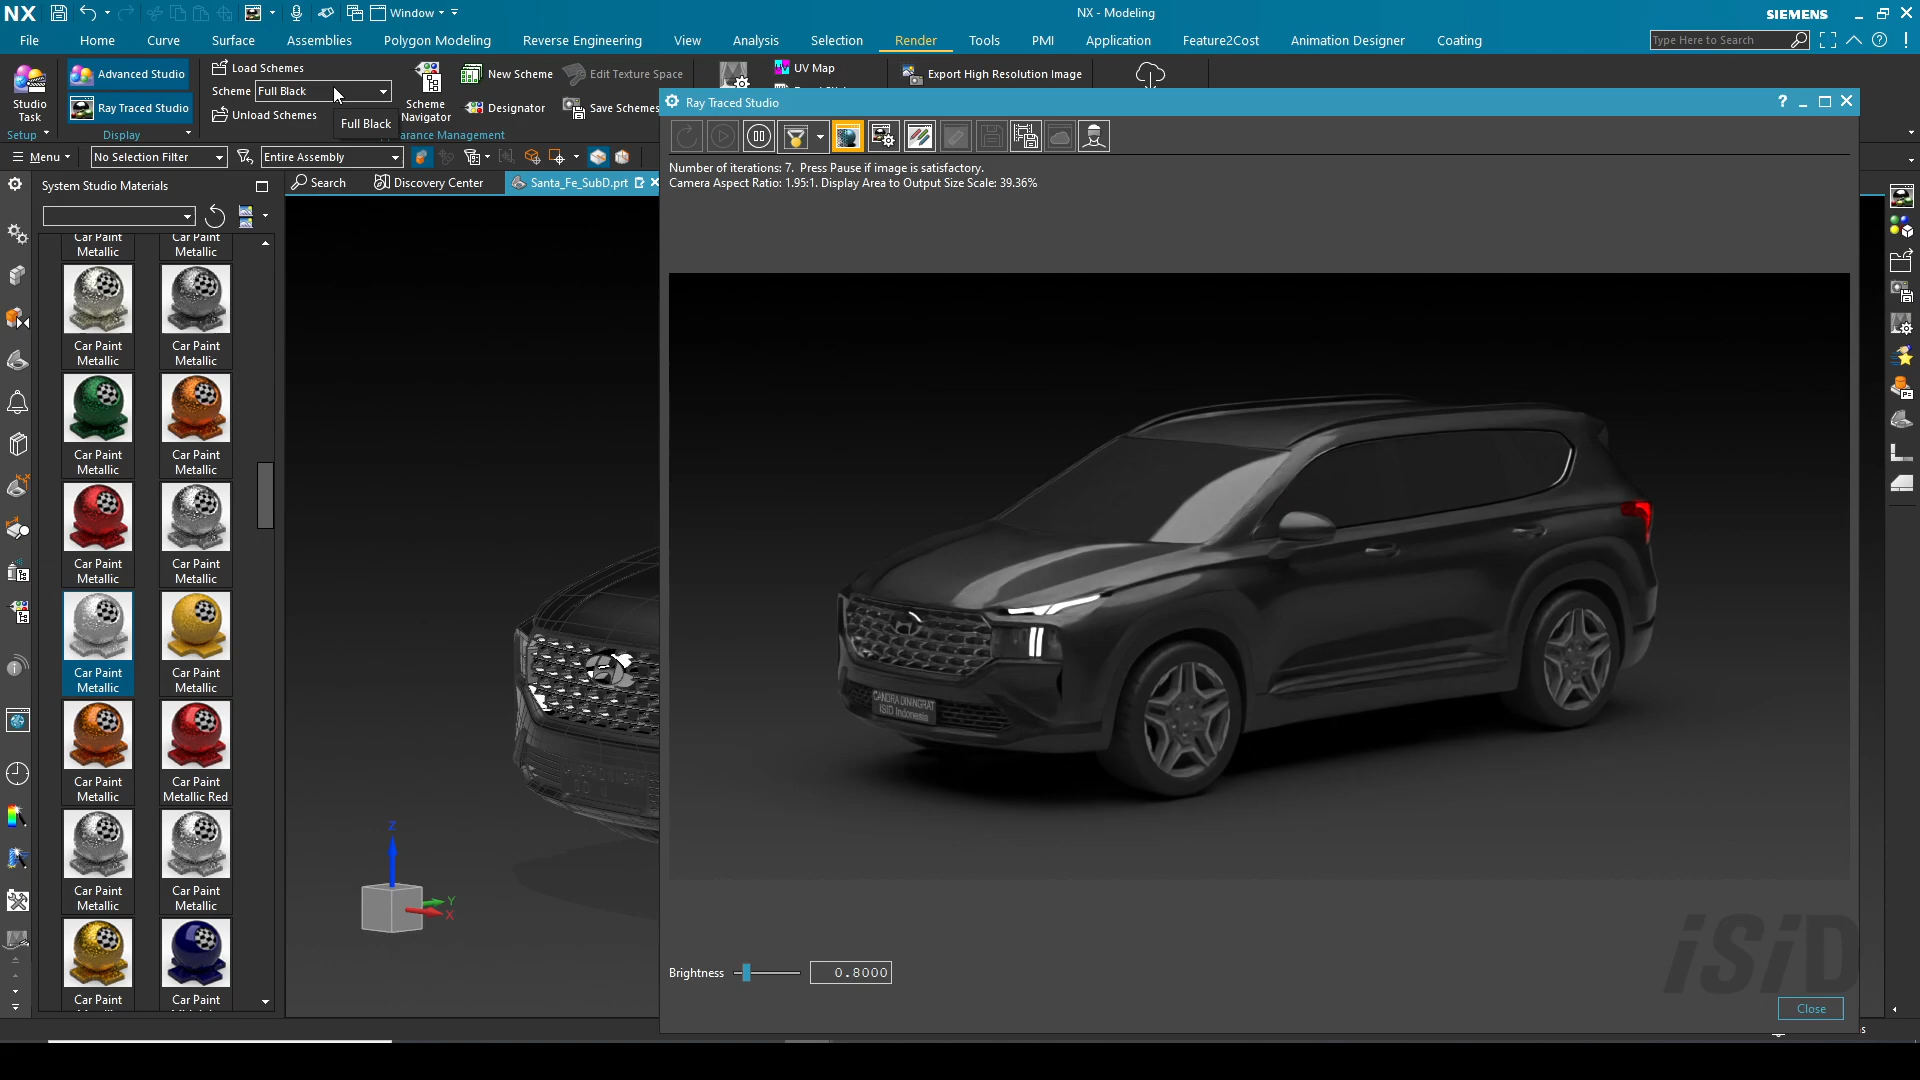 NX
Window
NX - Modeling
SIEMENS
File
Home
Curve
Surface
Assemblies
Polygon Modeling
Reverse Engineering
View
Analysis
Selection
Render
Tools
PMI
Application
Feature2Cost
Animation Designer
Coating
Type Here to Search
Studio
Task
Advanced Studio
Ray Traced Studio
Load Schemes
Scheme
Full Black
Unload Schemes
Full Black
Scheme
Navigator
New Scheme
Designator
Edit Texture Space
Save Schemes
UV Map
Export High Resolution Image
Setup
Display
arance Management
Menu
No Selection Filter
Entire Assembly
System Studio Materials
Search
Discovery Center
Santa_Fe_SubD.prt
Ray Traced Studio
Number of iterations: 7. Press Pause if image is satisfactory.
Camera Aspect Ratio: 1.95:1. Display Area to Output Size Scale: 39.36%
Car Paint
Metallic
Car Paint
Metallic
Car Paint
Metallic
Car Paint
Metallic
Car Paint
Metallic
Car Paint
Metallic
Car Paint
Metallic
Car Paint
Metallic
Car Paint
Metallic
Car Paint
Metallic
Car Paint
Metallic
Car Paint
Metallic Red
Car Paint
Metallic
Car Paint
Metallic
Car Paint
Car Paint
Z
Y
X
CANDRA DININGRAT
ISID Indonesia
Brightness
0.8000
iSiD
Close